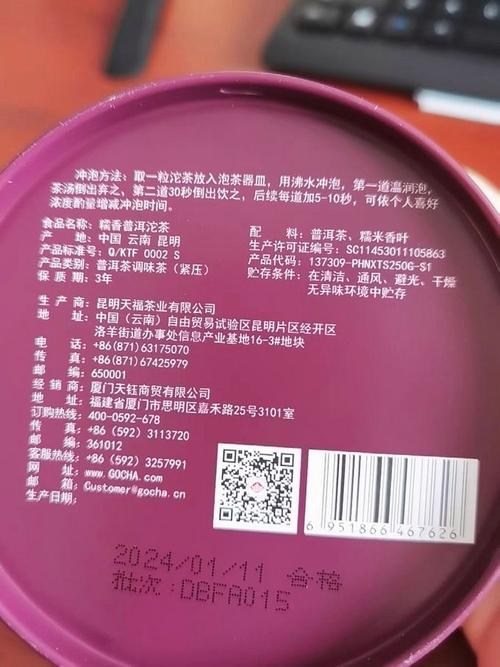 冲泡方法：取一粒沱茶放入泡茶器皿，用沸水冲泡，第一道温润泡，
茶汤倒出弃之，第二道30秒倒出饮之，后续每道加5-10秒，可依个人喜好
浓度酌量增减冲泡时间。
食品名称：糯香普洱沱茶
产 地：中国 云南 昆明
产品标准号：Q/KTF 0002 S
产品类别：普洱茶调味茶（紧压）
保 质 期：3年
配 料：普洱茶、糯米香叶
生产许可证编号：SC11453011105863
产品代码：137309-PHNXTS250G-S1
贮存条件：在清洁、通风、避光、干燥
无异味环境中贮存
生 产 商：昆明天福茶业有限公司
地 址：中国（云南）自由贸易试验区昆明片区经开区
洛羊街道办事处信息产业基地16-3#地块
电 话：+86(871)63175070
传 真：+86(871)67425979
邮 编：650001
经 销 商：厦门天钰商贸有限公司
地 址：福建省厦门市思明区嘉禾路25号3101室
订购热线：400-0592-678
传 真：+86（592）3113720
邮 编：361012
客服热线：+86（592）3257991
网 址：www.GOCHA.com
邮 箱：Customer@gocha.cn
生产日期：
6 951866 467626
2024/01/11 合格
批次：DBFA015